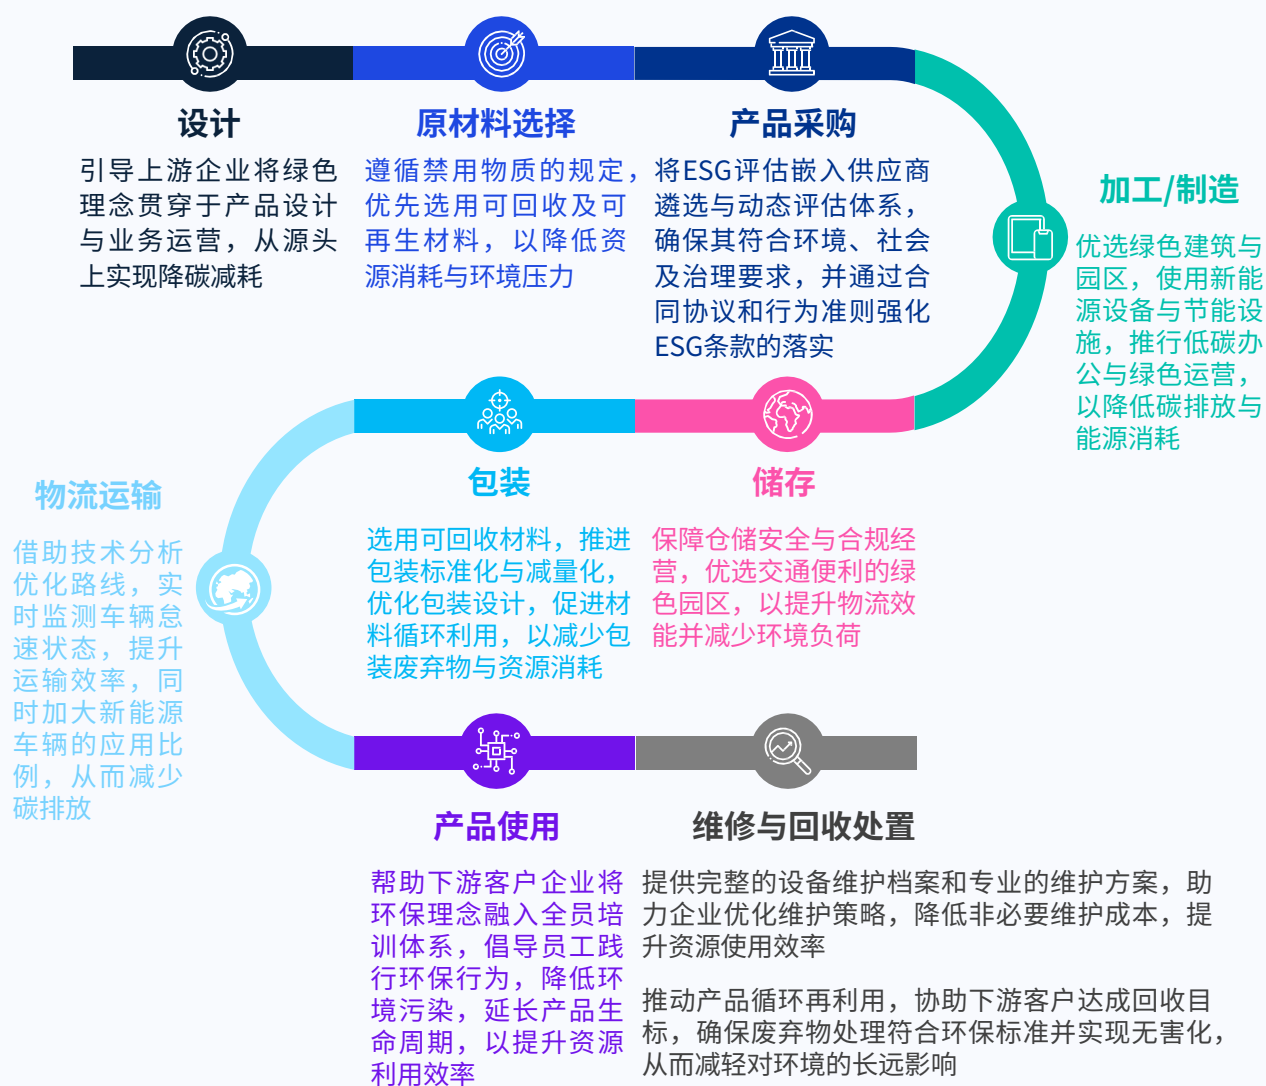 设计
引导上游企业将绿色
理念贯穿于产品设计
与业务运营，从源头
上实现降碳减耗
原材料选择
遵循禁用物质的规定，
优先选用可回收及可
再生材料，以降低资
源消耗与环境压力
产品采购
将ESG评估嵌入供应商
遴选与动态评估体系，
确保其符合环境、社会
及治理要求，并通过合
同协议和行为准则强化
ESG条款的落实
加工/制造
优选绿色建筑与
园区，使用新能
源设备与节能设
施，推行低碳办
公与绿色运营，
以降低碳排放与
能源消耗
储存
保障仓储安全与合规经
营，优选交通便利的绿
色园区，以提升物流效
能并减少环境负荷
包装
选用可回收材料，推进
包装标准化与减量化，
优化包装设计，促进材
料循环利用，以减少包
装废弃物与资源消耗
物流运输
借助技术分析
优化路线，实
时监测车辆怠
速状态，提升
运输效率，同
时加大新能源
车辆的应用比
例，从而减少
碳排放
产品使用
帮助下游客户企业将
环保理念融入全员培
训体系，倡导员工践
行环保行为，降低环
境污染，延长产品生
命周期，以提升资源
利用效率
维修与回收处置
提供完整的设备维护档案和专业的维护方案，助
力企业优化维护策略，降低非必要维护成本，提
升资源使用效率
推动产品循环再利用，协助下游客户达成回收目
标，确保废弃物处理符合环保标准并实现无害化，
从而减轻对环境的长远影响